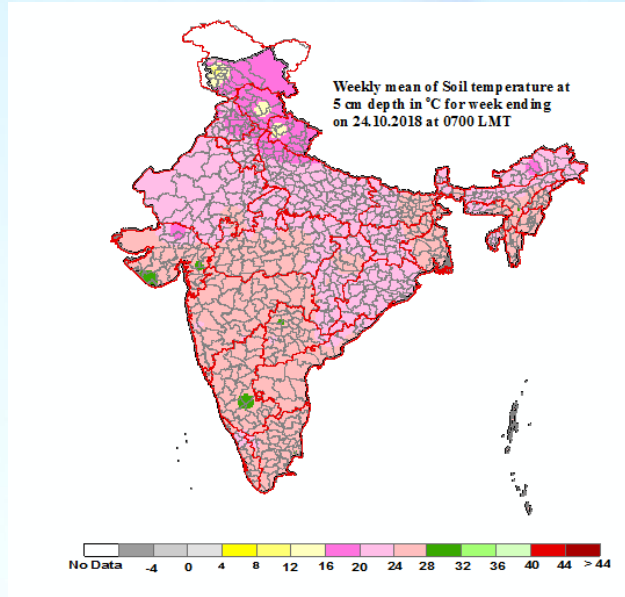 Weekly mean of Soil temperature at
5 cm depth in °C for week ending
on 24.10.2018 at 0700 LMT
No Data -4 0 4 8 12 16 20 24 28 32 36 40 44 > 44